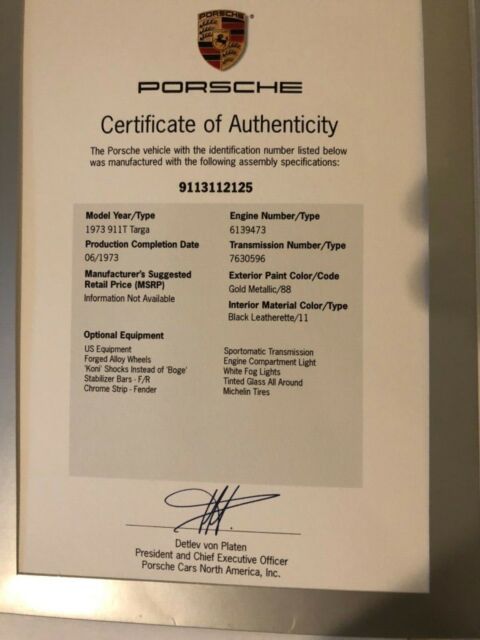 PORSCHE
PORSCHE
Certificate of Authenticity
The Porsche vehicle with the identification number listed below
was manufactured with the following assembly specifications:
9113112125
Model Year/Type
1973 911T Targa
Production Completion Date
06/1973
Manufacturer's Suggested
Retail Price (MSRP)
Information Not Available
Engine Number/Type
6139473
Transmission Number/Type
7630596
Exterior Paint Color/Code
Gold Metallic/88
Interior Material Color/Type
Black Leatherette/11
Optional Equipment
US Equipment
Forged Alloy Wheels
'Koni' Shocks Instead of 'Boge'
Stabilizer Bars - F/R
Chrome Strip - Fender
Sportomatic Transmission
Engine Compartment Light
White Fog Lights
Tinted Glass All Around
Michelin Tires
Detlev von Platen
President and Chief Executive Officer
Porsche Cars North America, Inc.